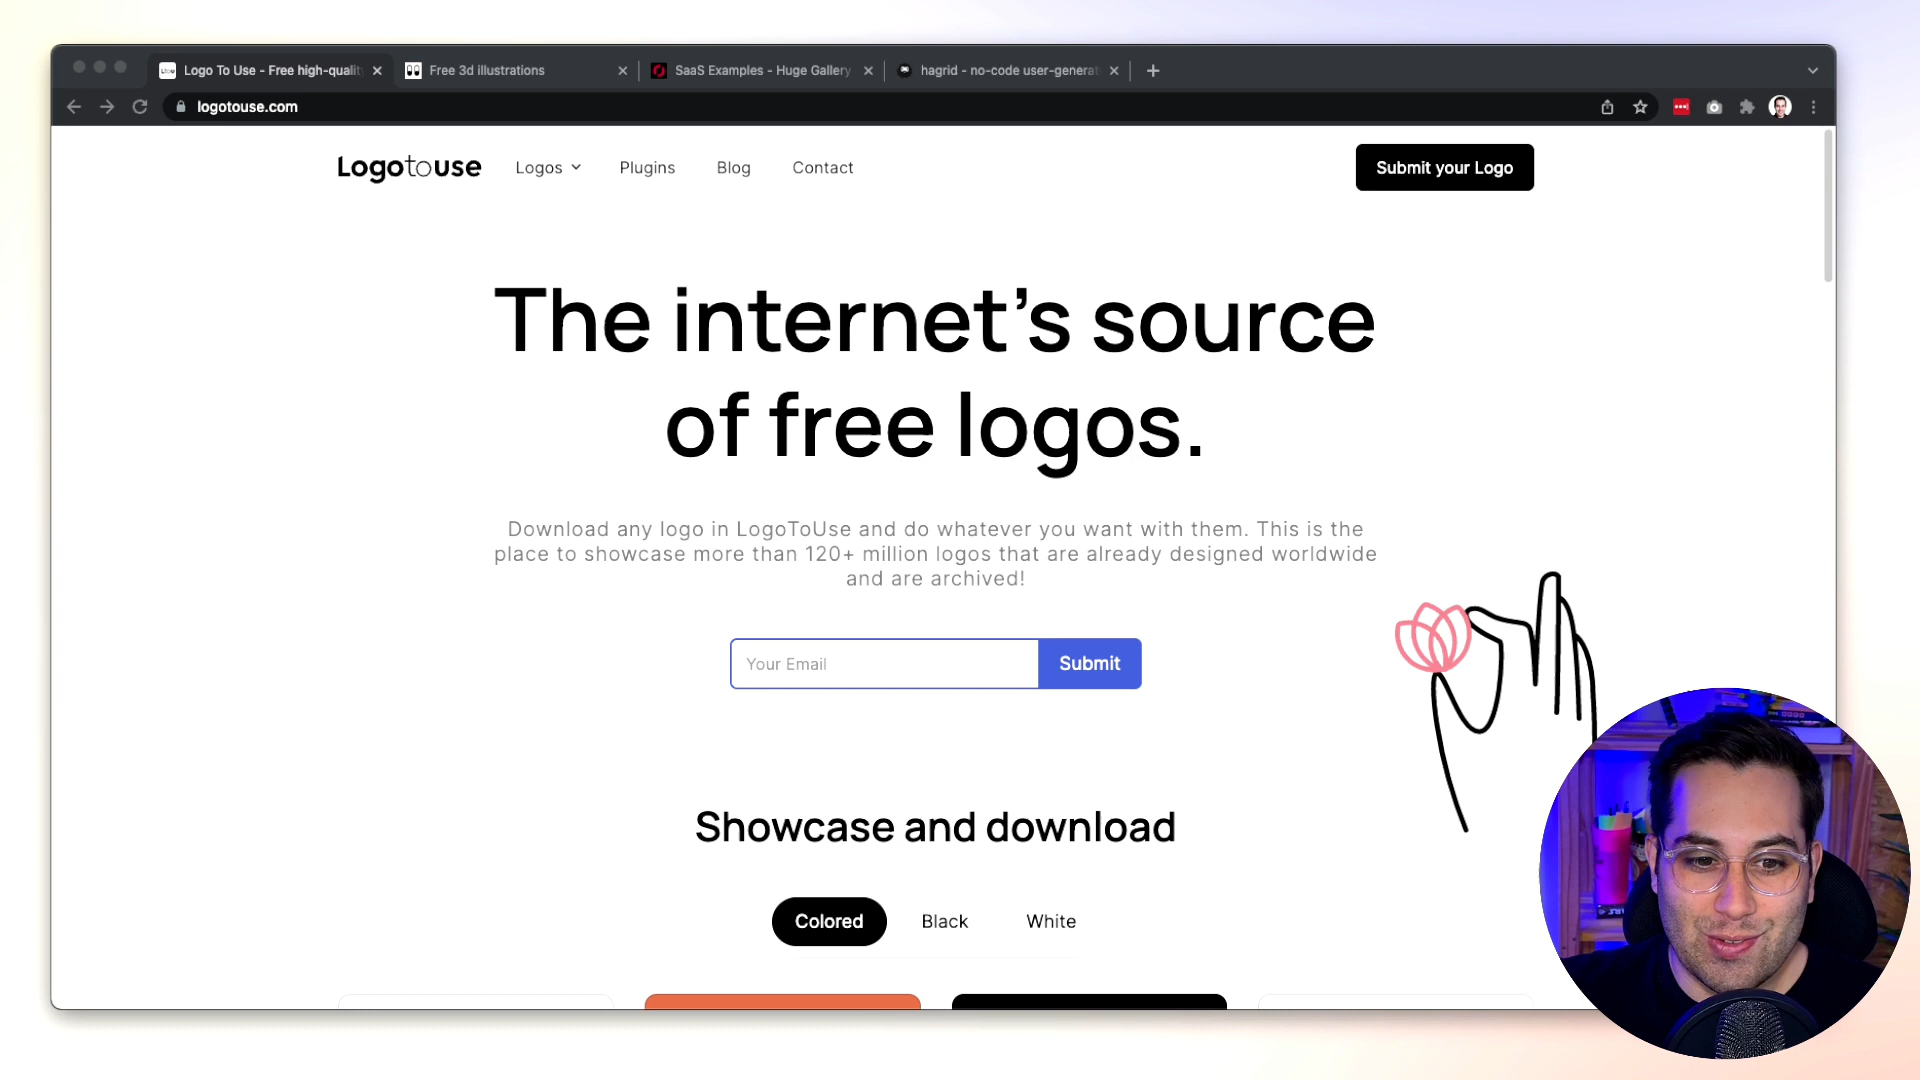 Logo To Use - Free high-qualit
Free 3d illustrations
SaaS Examples - Huge Gallery
hagrid - no-code user-generat
logotouse.com
Logotouse
Logos
Plugins
Blog
Contact
Submit your Logo
The internet’s source
of free logos.
Download any logo in LogoToUse and do whatever you want with them. This is the
place to showcase more than 120+ million logos that are already designed worldwide
and are archived!
Your Email
Submit
Showcase and download
Colored
Black
White